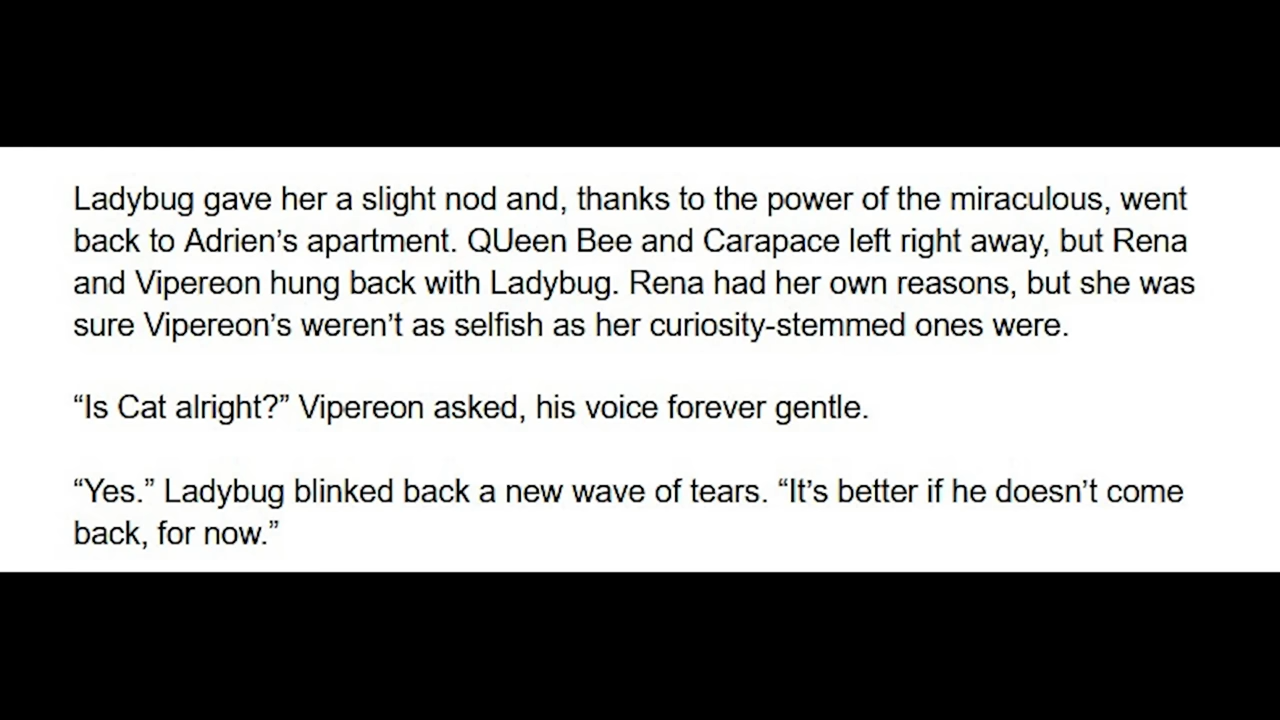 Ladybug gave her a slight nod and, thanks to the power of the miraculous, went
back to Adrien’s apartment. QUeen Bee and Carapace left right away, but Rena
and Vipereon hung back with Ladybug. Rena had her own reasons, but she was
sure Vipereon’s weren’t as selfish as her curiosity-stemmed ones were.
“Is Cat alright?” Vipereon asked, his voice forever gentle.
“Yes.” Ladybug blinked back a new wave of tears. “It’s better if he doesn’t come
back, for now.”